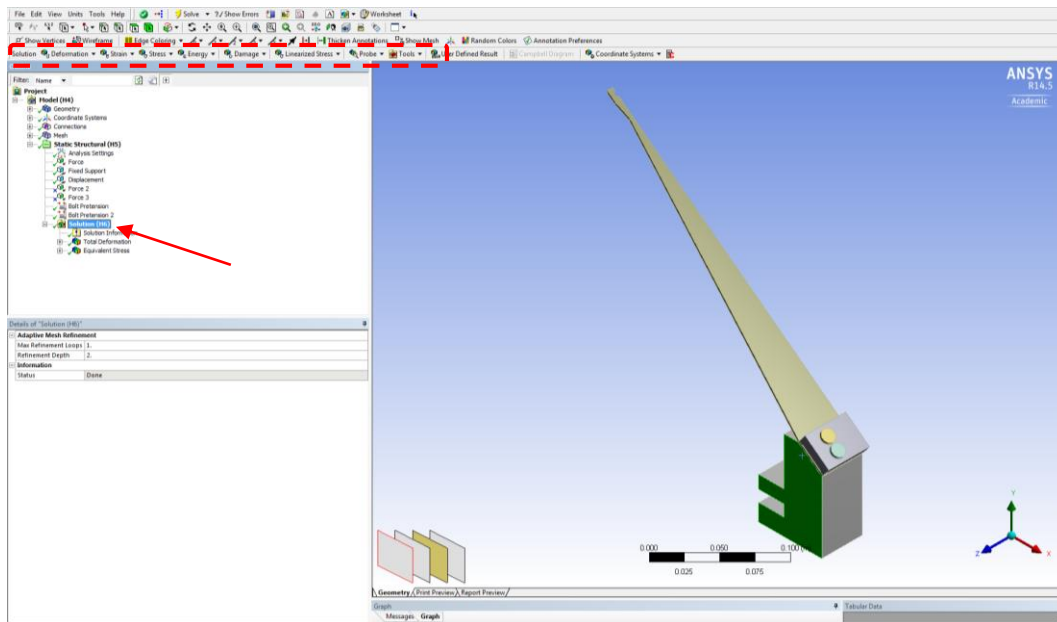 File Edit View Units Tools Help Solve ?/ Show Errors Worksheet
Show Vertices Wireframe Edge Coloring Thicken Annotations Show Mesh Random Colors Annotation Preferences
Solution Deformation Strain Stress Energy Damage Linearized Stress Probe Tools User Defined Result Campbell Diagram Coordinate Systems
Filter: Name
Project
Model (H4)
Geometry
Coordinate Systems
Connections
Mesh
Static Structural (H5)
Analysis Settings
Force
Fixed Support
Displacement
Force 2
Force 3
Bolt Pretension
Bolt Pretension 2
Solution (H6)
Solution Inform
Total Deformation
Equivalent Stress
Details of "Solution (H6)"
Adaptive Mesh Refinement
Max Refinement Loops 1.
Refinement Depth 2.
Information
Status Done
ANSYS
R14.5
Academic
0.000 0.050 0.100
0.025 0.075
Y
Z X
Geometry Print Preview Report Preview
Graph
Messages Graph
Tabular Data